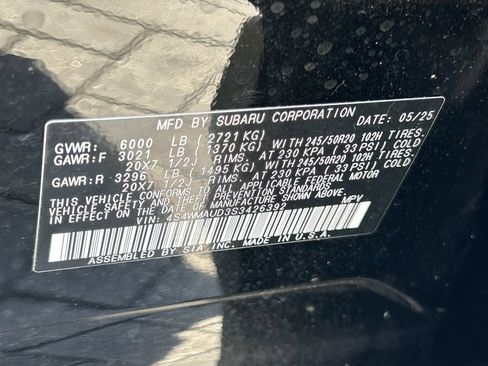 MFD BY SUBARU CORPORATION DATE: 05/25
GVWR: 6000 LB ( 2721 KG)
GAWR:F 3021 LB ( 1370 KG) WITH 245/50R20 102H TIRES.
20X7 1/2J RIMS. AT 230 KPA ( 33 PSI) COLD.
GAWR:R 3296 LB ( 1495 KG) WITH 245/50R20 102H TIRES.
20X7 1/2J RIMS. AT 230 KPA ( 33 PSI) COLD.
THIS VEHICLE CONFORMS TO ALL APPLICABLE FEDERAL MOTOR
VEHICLE SAFETY, BUMPER, AND THEFT PREVENTION STANDARDS
IN EFFECT ON THE DATE OF MANUFACTURE SHOWN ABOVE.
V.I.N.: 4S4WMAUD3S3426392 MPV
ASSEMBLED BY SIA INC. MADE IN U.S.A.